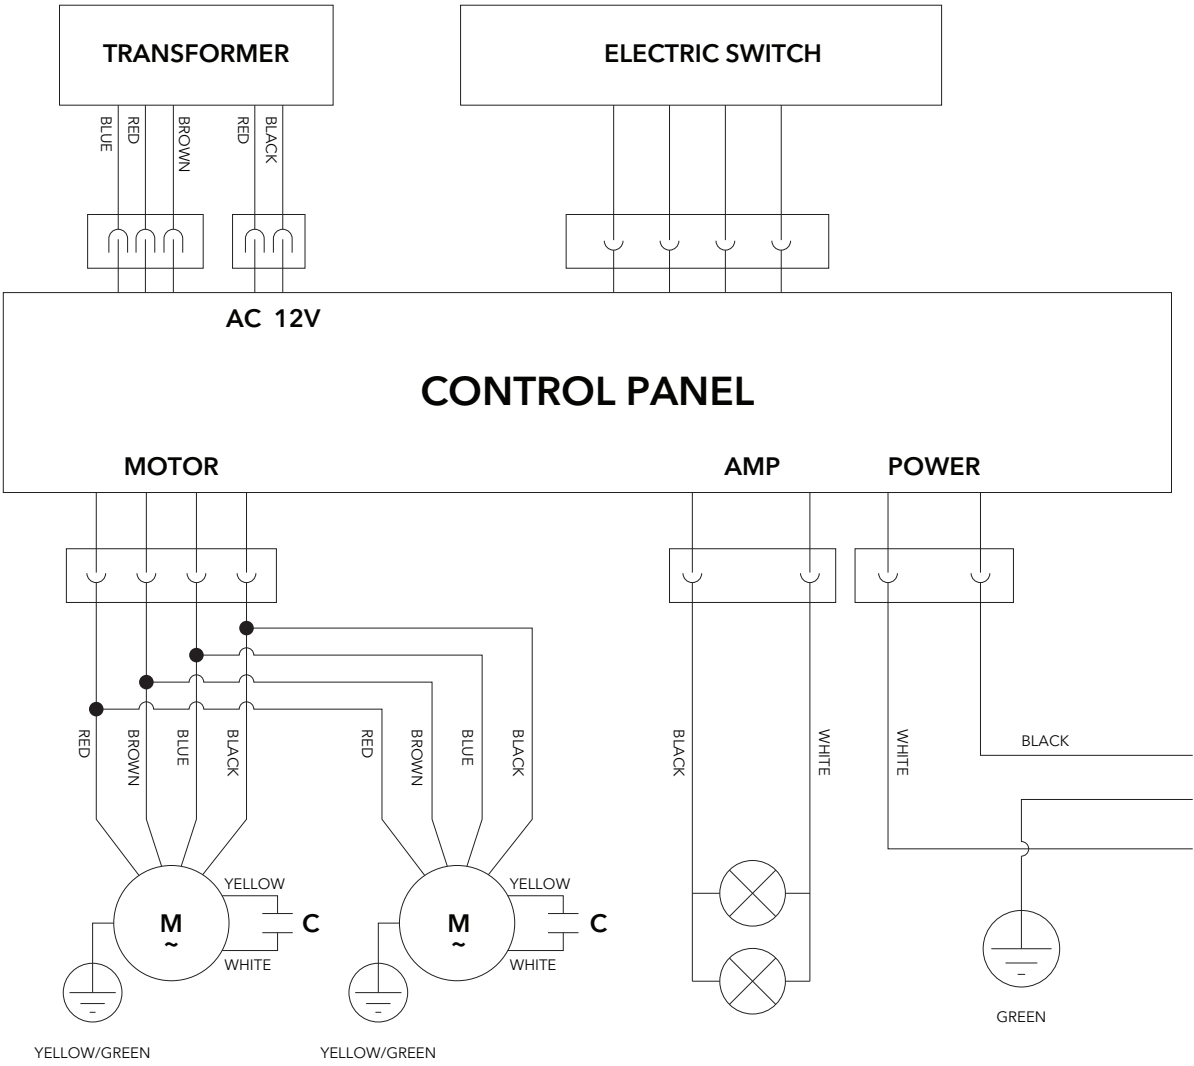 TRANSFORMER
ELECTRIC SWITCH
BLUE
RED
BROWN
RED
BLACK
AC 12V
CONTROL PANEL
MOTOR
AMP
POWER
RED
BROWN
BLUE
BLACK
RED
BROWN
BLUE
BLACK
BLACK
WHITE
WHITE
BLACK
YELLOW
YELLOW
M
~
C
M
~
C
WHITE
WHITE
GREEN
YELLOW/GREEN
YELLOW/GREEN